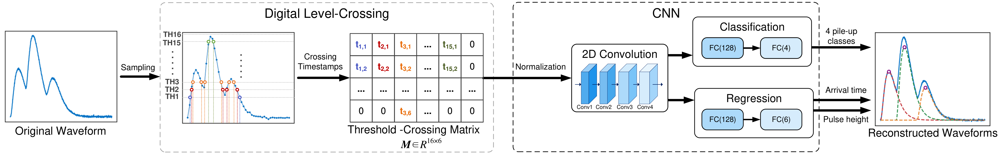 Original Waveform
Sampling
Digital Level-Crossing
TH16
TH15
TH3
TH2
TH1
Crossing
Timestamps
t1,1 t2,1 t3,1 ... t15,1 0
t1,2 t2,2 t3,2 ... t15,2 0
... ... ... ... ... ...
0 0 t3,6 ... 0 0
Threshold -Crossing Matrix
M∈R^16×6
Normalization
CNN
2D Convolution
Conv1 Conv2 Conv3 Conv4
Classification
FC(128) FC(4)
Regression
FC(128) FC(6)
4 pile-up
classes
Arrival time
Pulse height
Reconstructed Waveforms